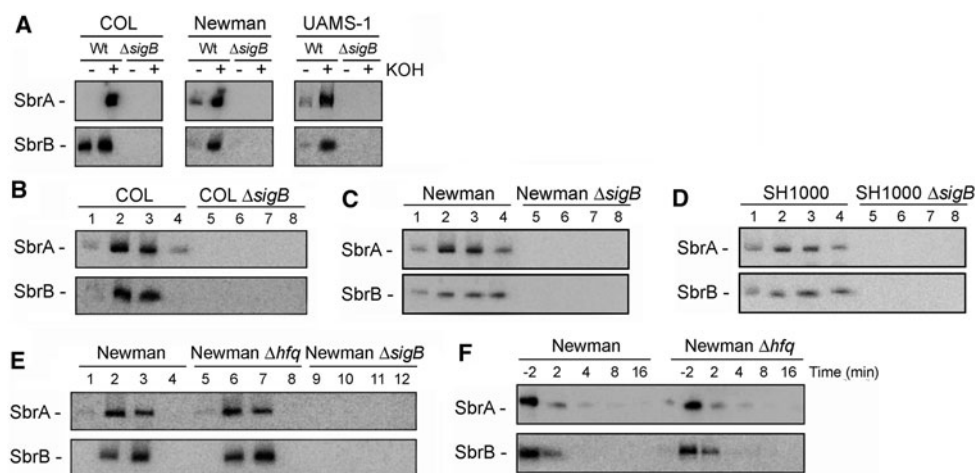 A
COL Newman UAMS-1
Wt ΔsigB Wt ΔsigB Wt ΔsigB
- + - + - + - + - + - + KOH
SbrA -
SbrB -
B
COL COL ΔsigB
1 2 3 4 5 6 7 8
SbrA -
SbrB -
C
Newman Newman ΔsigB
1 2 3 4 5 6 7 8
SbrA -
SbrB -
D
SH1000 SH1000 ΔsigB
1 2 3 4 5 6 7 8
SbrA -
SbrB -
E
Newman Newman Δhfq Newman ΔsigB
1 2 3 4 5 6 7 8 9 10 11 12
SbrA -
SbrB -
F
Newman Newman Δhfq
-2 2 4 8 16 -2 2 4 8 16 Time (min)
SbrA -
SbrB -